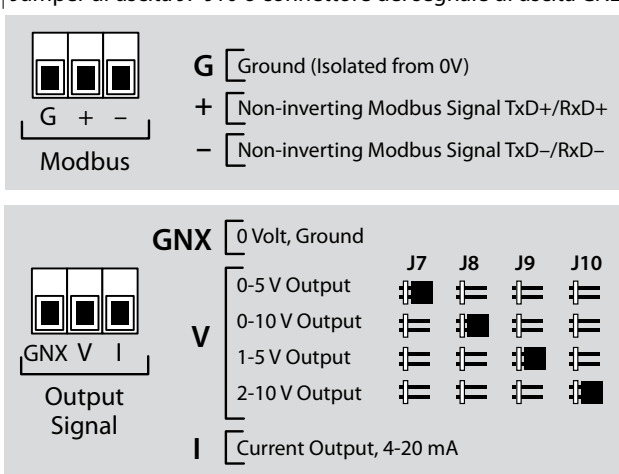 G + –
Modbus
G Ground (Isolated from 0V)
+ Non-inverting Modbus Signal TxD+/RxD+
– Non-inverting Modbus Signal TxD–/RxD–
GNX 0 Volt, Ground
J7 J8 J9 J10
V
0-5 V Output
0-10 V Output
1-5 V Output
2-10 V Output
GNX V I
Output
Signal
I Current Output, 4-20 mA